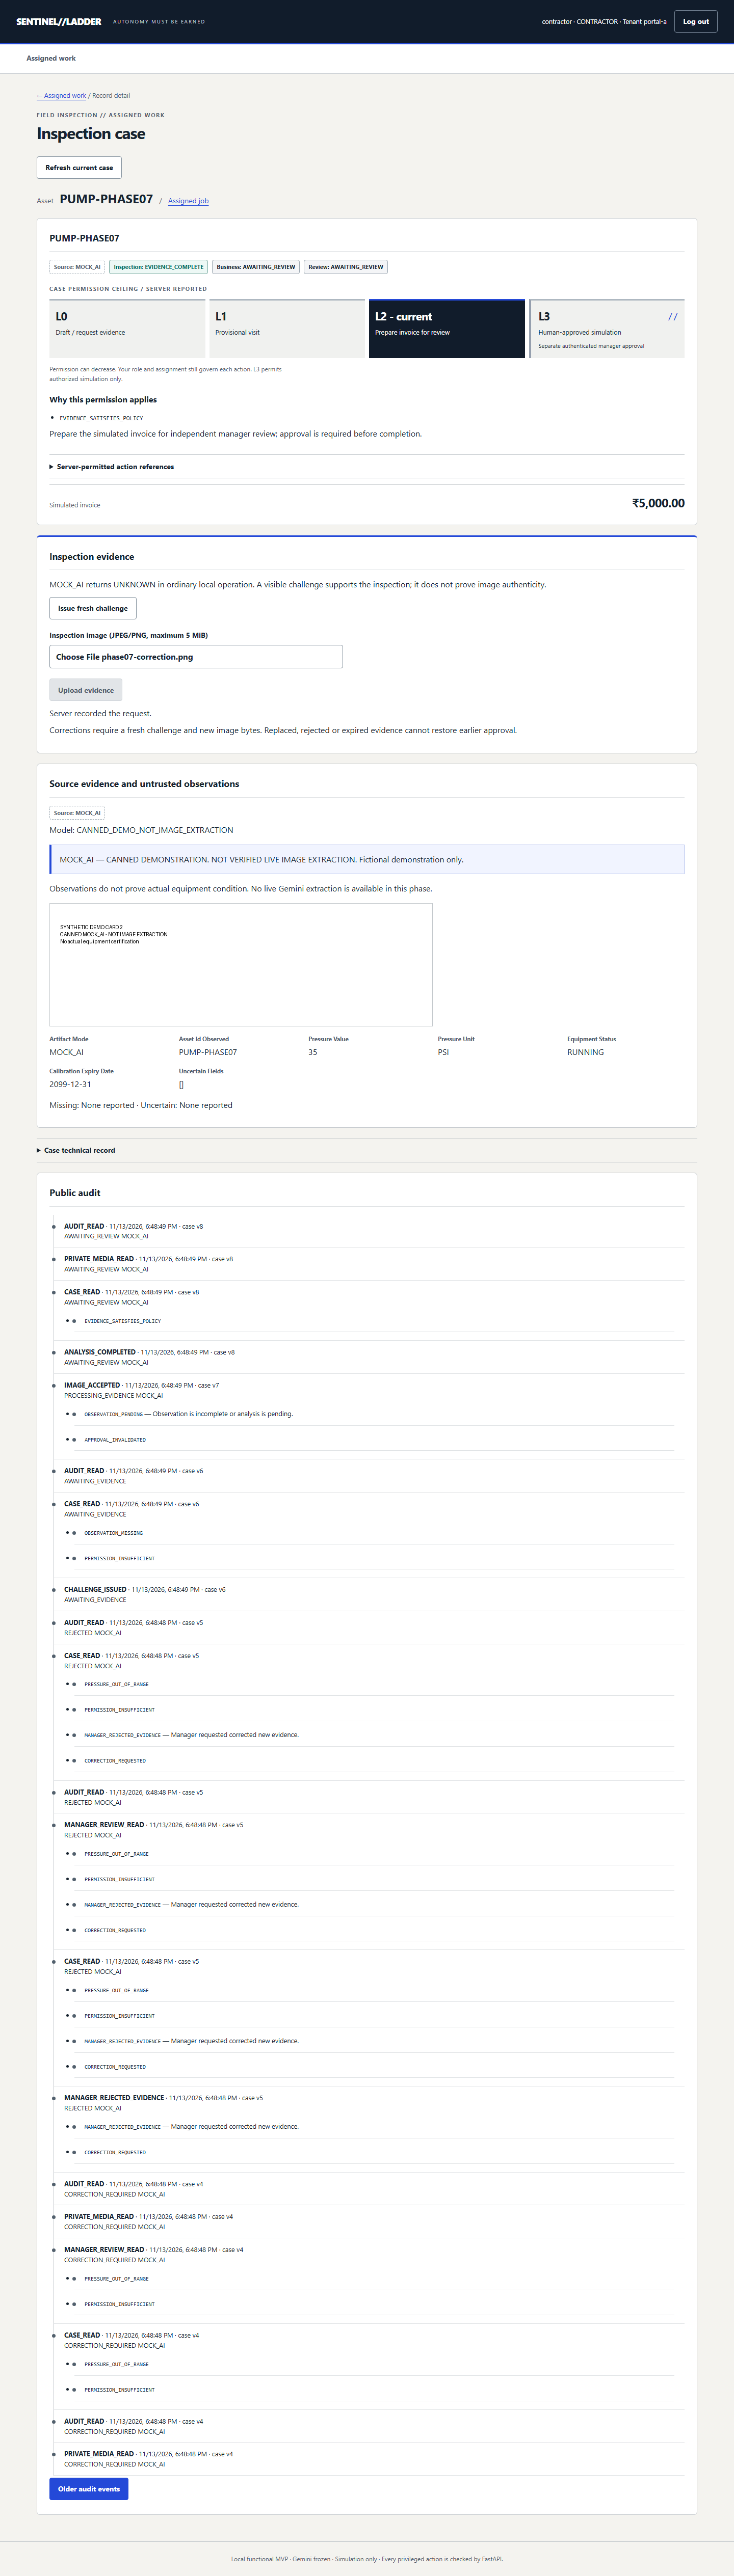 SENTINEL//LADDER AUTONOMY MUST BE EARNED contractor · CONTRACTOR · Tenant portal-a Log out
Assigned work
← Assigned work / Record detail
FIELD INSPECTION // ASSIGNED WORK
Inspection case
Refresh current case
Asset PUMP-PHASE07 / Assigned job
PUMP-PHASE07
Source: MOCK_AI Inspection: EVIDENCE_COMPLETE Business: AWAITING_REVIEW Review: AWAITING_REVIEW
CASE PERMISSION CEILING / SERVER REPORTED
L0 L1 L2 - current L3 //
Draft / request evidence Provisional visit Prepare invoice for review Human-approved simulation
Separate authenticated manager approval
Permission can decrease. Your role and assignment still govern each action. L3 permits
authorized simulation only.
Why this permission applies
• EVIDENCE_SATISFIES_POLICY
Prepare the simulated invoice for independent manager review; approval is required before completion.
▶ Server-permitted action references
Simulated invoice ₹5,000.00
Inspection evidence
MOCK_AI returns UNKNOWN in ordinary local operation. A visible challenge supports the inspection; it does not prove image authenticity.
Issue fresh challenge
Inspection image (JPEG/PNG, maximum 5 MiB)
Choose File phase07-correction.png
Upload evidence
Server recorded the request.
Corrections require a fresh challenge and new image bytes. Replaced, rejected or expired evidence cannot restore earlier approval.
Source evidence and untrusted observations
Source: MOCK_AI
Model: CANNED_DEMO_NOT_IMAGE_EXTRACTION
MOCK_AI — CANNED DEMONSTRATION. NOT VERIFIED LIVE IMAGE EXTRACTION. Fictional demonstration only.
Observations do not prove actual equipment condition. No live Gemini extraction is available in this phase.
SYNTHETIC DEMO CARD 2
CANNED MOCK_AI - NOT IMAGE EXTRACTION
No actual equipment certification
Artifact Mode Asset Id Observed Pressure Value Pressure Unit Equipment Status
MOCK_AI PUMP-PHASE07 35 PSI RUNNING
Calibration Expiry Date Uncertain Fields
2099-12-31 []
Missing: None reported · Uncertain: None reported
▶ Case technical record
Public audit
AUDIT_READ · 11/13/2026, 6:48:49 PM · case v8
AWAITING_REVIEW MOCK_AI
PRIVATE_MEDIA_READ · 11/13/2026, 6:48:49 PM · case v8
AWAITING_REVIEW MOCK_AI
CASE_READ · 11/13/2026, 6:48:49 PM · case v8
AWAITING_REVIEW MOCK_AI
EVIDENCE_SATISFIES_POLICY
ANALYSIS_COMPLETED · 11/13/2026, 6:48:49 PM · case v8
AWAITING_REVIEW MOCK_AI
IMAGE_ACCEPTED · 11/13/2026, 6:48:49 PM · case v7
PROCESSING_EVIDENCE MOCK_AI
OBSERVATION_PENDING — Observation is incomplete or analysis is pending.
APPROVAL_INVALIDATED
AUDIT_READ · 11/13/2026, 6:48:49 PM · case v6
AWAITING_EVIDENCE
CASE_READ · 11/13/2026, 6:48:49 PM · case v6
AWAITING_EVIDENCE
OBSERVATION_MISSING
PERMISSION_INSUFFICIENT
CHALLENGE_ISSUED · 11/13/2026, 6:48:49 PM · case v6
AWAITING_EVIDENCE
AUDIT_READ · 11/13/2026, 6:48:48 PM · case v5
REJECTED MOCK_AI
CASE_READ · 11/13/2026, 6:48:48 PM · case v5
REJECTED MOCK_AI
PRESSURE_OUT_OF_RANGE
PERMISSION_INSUFFICIENT
MANAGER_REJECTED_EVIDENCE — Manager requested corrected new evidence.
CORRECTION_REQUESTED
AUDIT_READ · 11/13/2026, 6:48:48 PM · case v5
REJECTED MOCK_AI
MANAGER_REVIEW_READ · 11/13/2026, 6:48:48 PM · case v5
REJECTED MOCK_AI
PRESSURE_OUT_OF_RANGE
PERMISSION_INSUFFICIENT
MANAGER_REJECTED_EVIDENCE — Manager requested corrected new evidence.
CORRECTION_REQUESTED
CASE_READ · 11/13/2026, 6:48:48 PM · case v5
REJECTED MOCK_AI
PRESSURE_OUT_OF_RANGE
PERMISSION_INSUFFICIENT
MANAGER_REJECTED_EVIDENCE — Manager requested corrected new evidence.
CORRECTION_REQUESTED
MANAGER_REJECTED_EVIDENCE · 11/13/2026, 6:48:48 PM · case v5
REJECTED MOCK_AI
MANAGER_REJECTED_EVIDENCE — Manager requested corrected new evidence.
CORRECTION_REQUESTED
AUDIT_READ · 11/13/2026, 6:48:48 PM · case v4
CORRECTION_REQUIRED MOCK_AI
PRIVATE_MEDIA_READ · 11/13/2026, 6:48:48 PM · case v4
CORRECTION_REQUIRED MOCK_AI
MANAGER_REVIEW_READ · 11/13/2026, 6:48:48 PM · case v4
CORRECTION_REQUIRED MOCK_AI
PRESSURE_OUT_OF_RANGE
PERMISSION_INSUFFICIENT
CASE_READ · 11/13/2026, 6:48:48 PM · case v4
CORRECTION_REQUIRED MOCK_AI
PRESSURE_OUT_OF_RANGE
PERMISSION_INSUFFICIENT
AUDIT_READ · 11/13/2026, 6:48:48 PM · case v4
CORRECTION_REQUIRED MOCK_AI
PRIVATE_MEDIA_READ · 11/13/2026, 6:48:48 PM · case v4
CORRECTION_REQUIRED MOCK_AI
Older audit events
Local functional MVP · Gemini frozen · Simulation only · Every privileged action is checked by FastAPI.